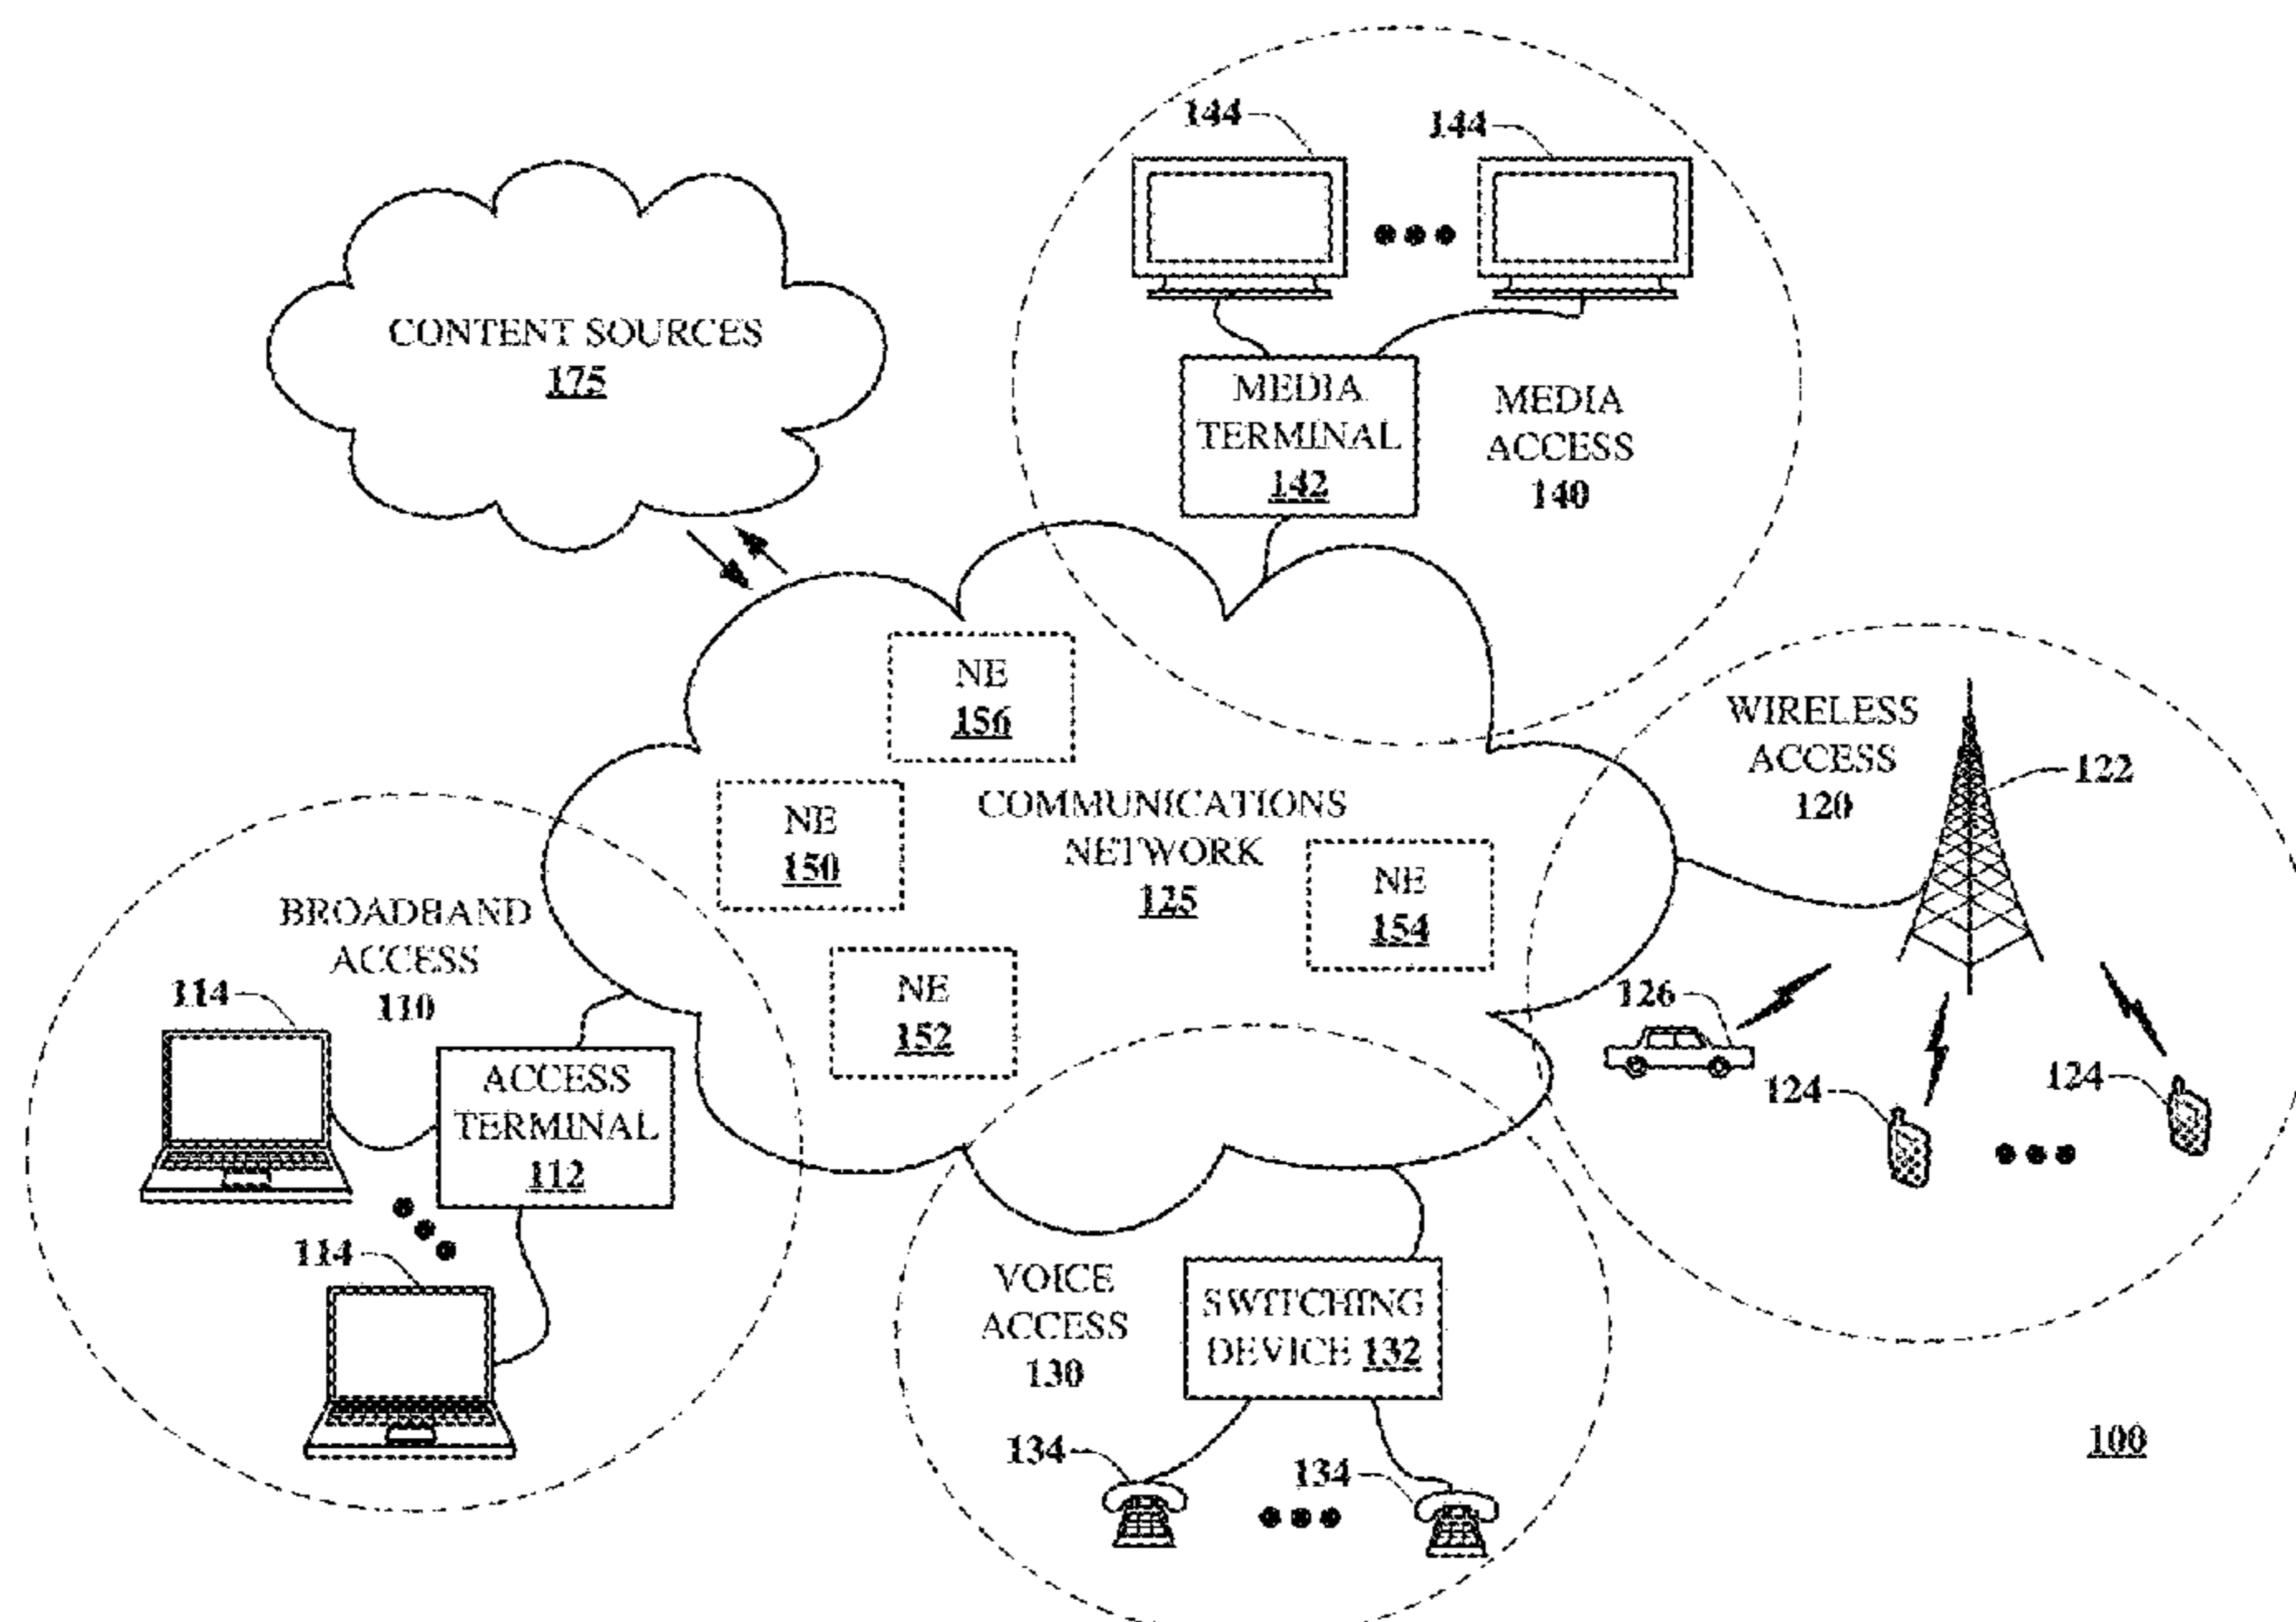 144
144
CONTENT SOURCES
175
MEDIA
TERMINAL
142
MEDIA
ACCESS
140
NE
156
WIRELESS
ACCESS
120
122
NE
150
COMMUNICATIONS
NETWORK
125
NE
154
BROADBAND
ACCESS
110
NE
152
114
126
124
124
ACCESS
TERMINAL
112
114
VOICE
ACCESS
130
SWITCHING
DEVICE 132
134
134
100